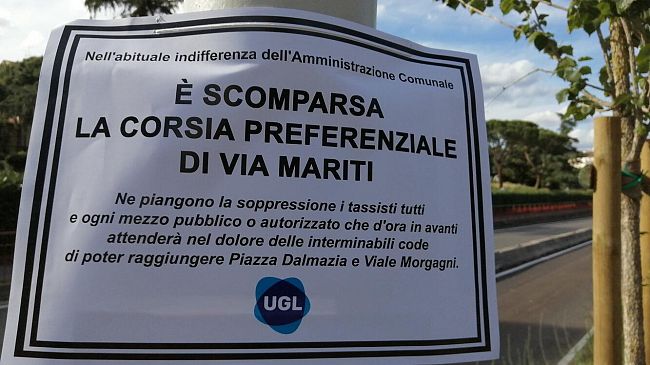 Nell'abituale indifferenza dell'Amministrazione Comunale
È SCOMPARSA
LA CORSIA PREFERENZIALE
DI VIA MARITI
Ne piangono la soppressione i tassisti tutti
e ogni mezzo pubblico o autorizzato che d'ora in avanti
attenderà nel dolore delle interminabili code
di poter raggiungere Piazza Dalmazia e Viale Morgagni.
UGL